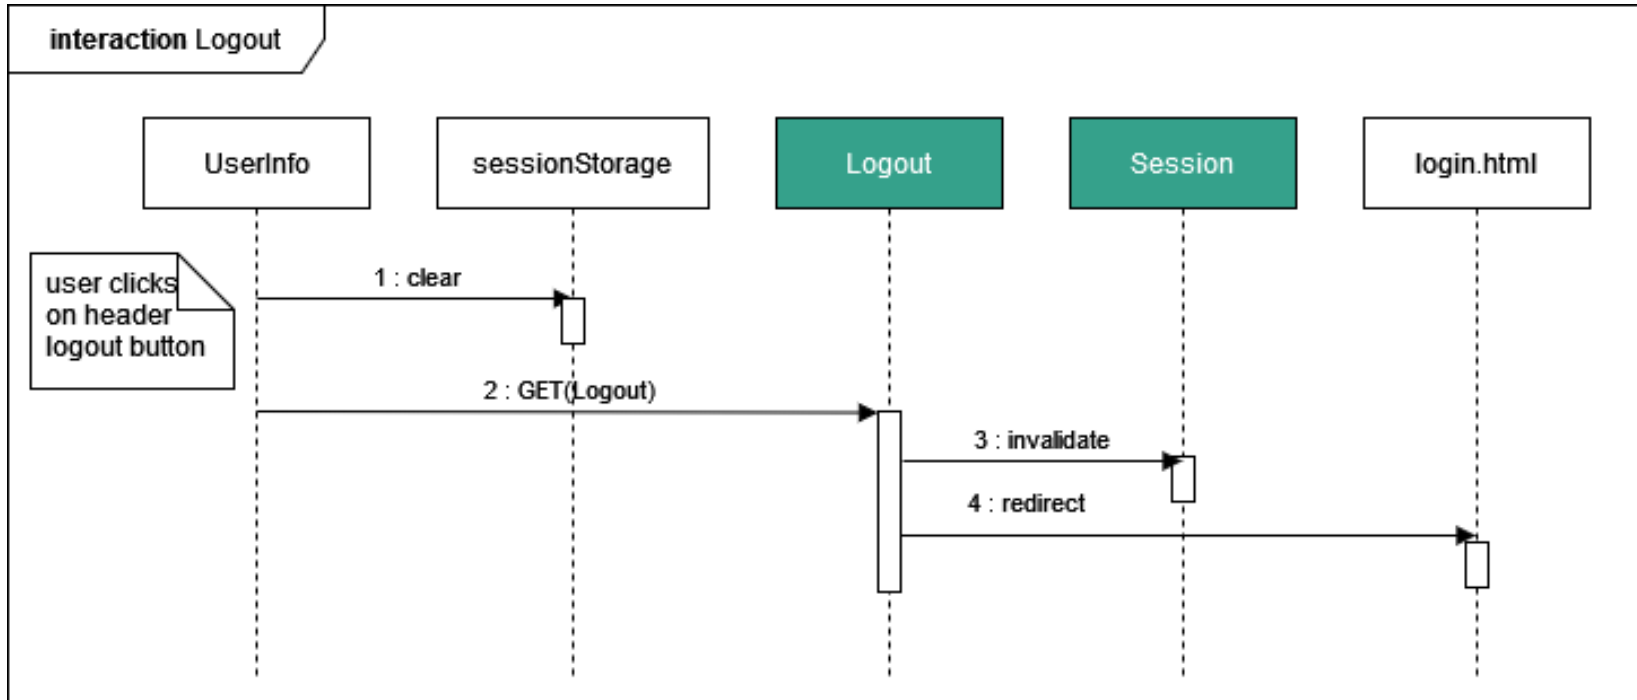 interaction Logout
UserInfo
sessionStorage
Logout
Session
login.html
user clicks
on header
logout button
1 : clear
2 : GET(Logout)
3 : invalidate
4 : redirect